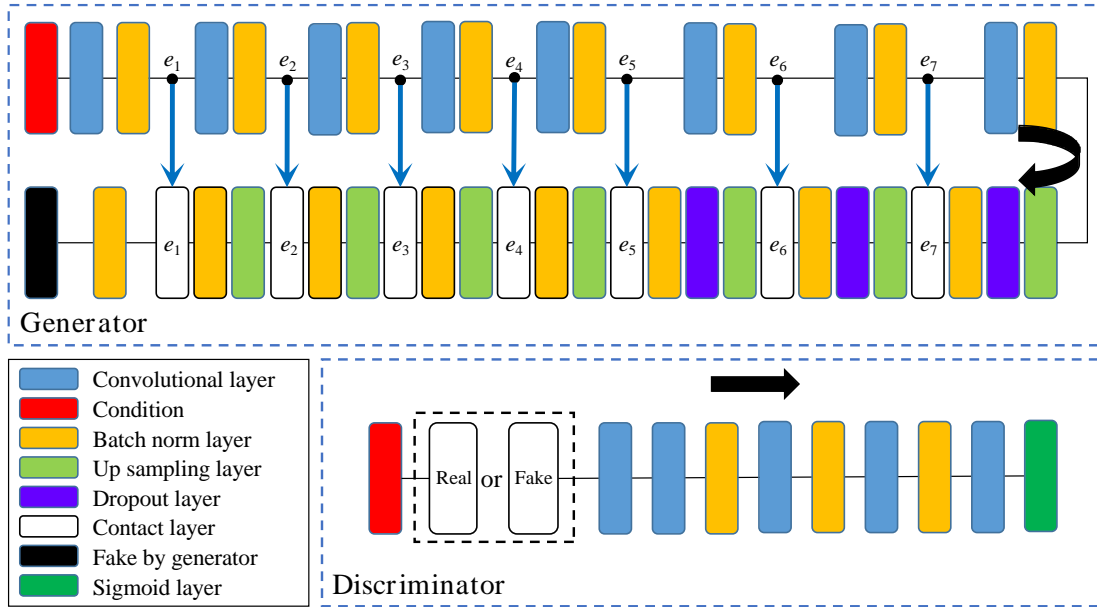 e1 e2 e3 e4 e5 e6 e7
e1 e2 e3 e4 e5 e6 e7
Generator
Convolutional layer
Condition
Batch norm layer
Up sampling layer
Dropout layer
Contact layer
Fake by generator
Sigmoid layer
Real or Fake
Discriminator